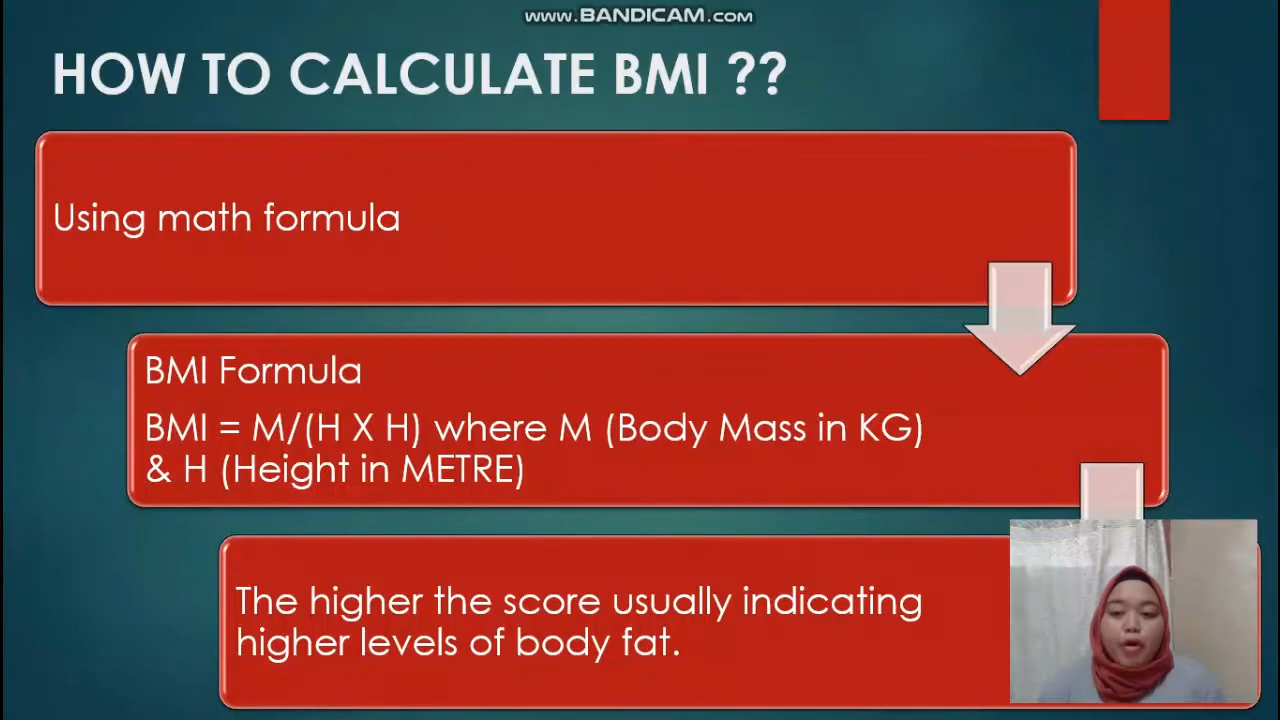 www.BANDICAM.com
HOW TO CALCULATE BMI ??
Using math formula
BMI Formula
BMI = M/(H X H) where M (Body Mass in KG)
& H (Height in METRE)
The higher the score usually indicating
higher levels of body fat.